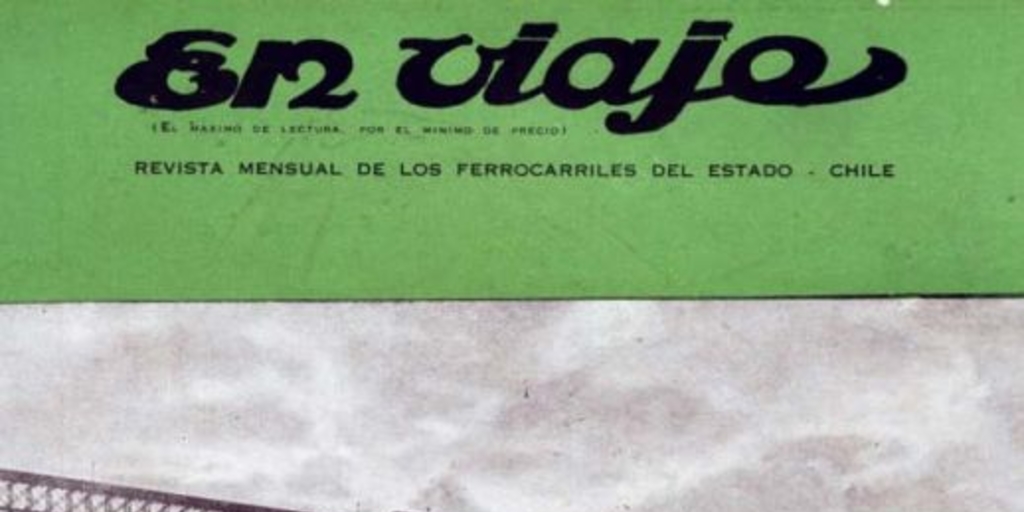 En viaje
(EL MAXIMO DE LECTURA, POR EL MINIMO DE PRECIO)
REVISTA MENSUAL DE LOS FERROCARRILES DEL ESTADO - CHILE